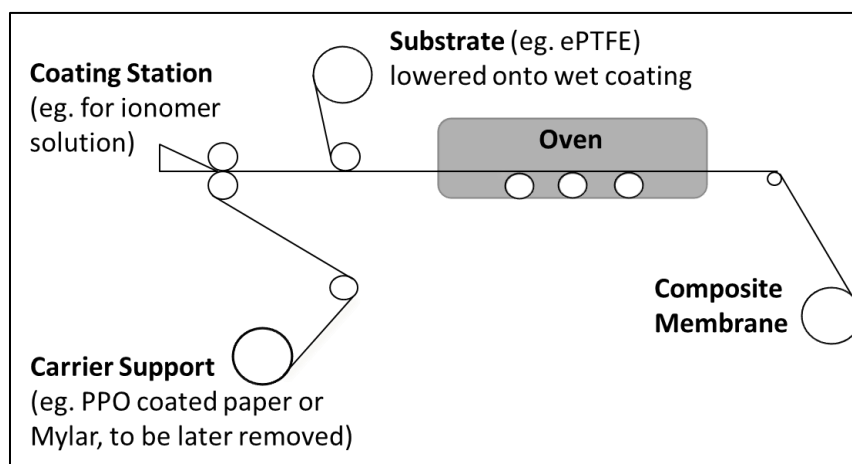 Coating Station
(eg. for ionomer
solution)
Substrate (eg. ePTFE)
lowered onto wet coating
Oven
Composite
Membrane
Carrier Support
(eg. PPO coated paper or
Mylar, to be later removed)